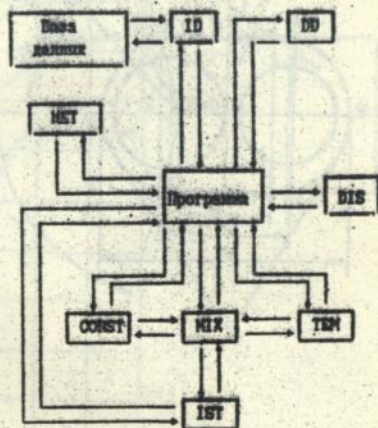 База
данных
ID
DD
MET
Программа
DIS
CONST
MIX
TEM
IST